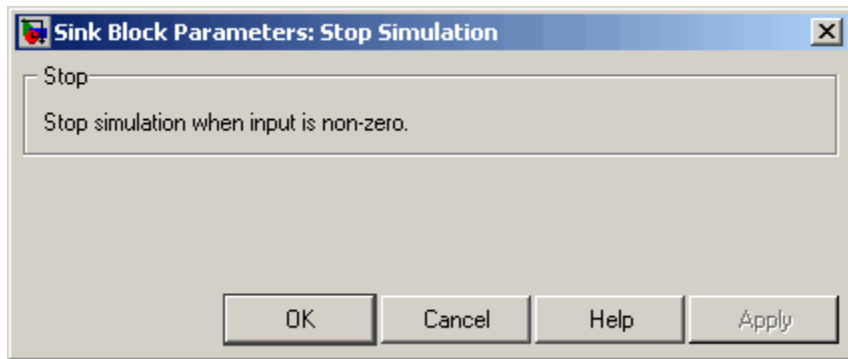 Sink Block Parameters: Stop Simulation
Stop
Stop simulation when input is non-zero.
OK Cancel Help Apply